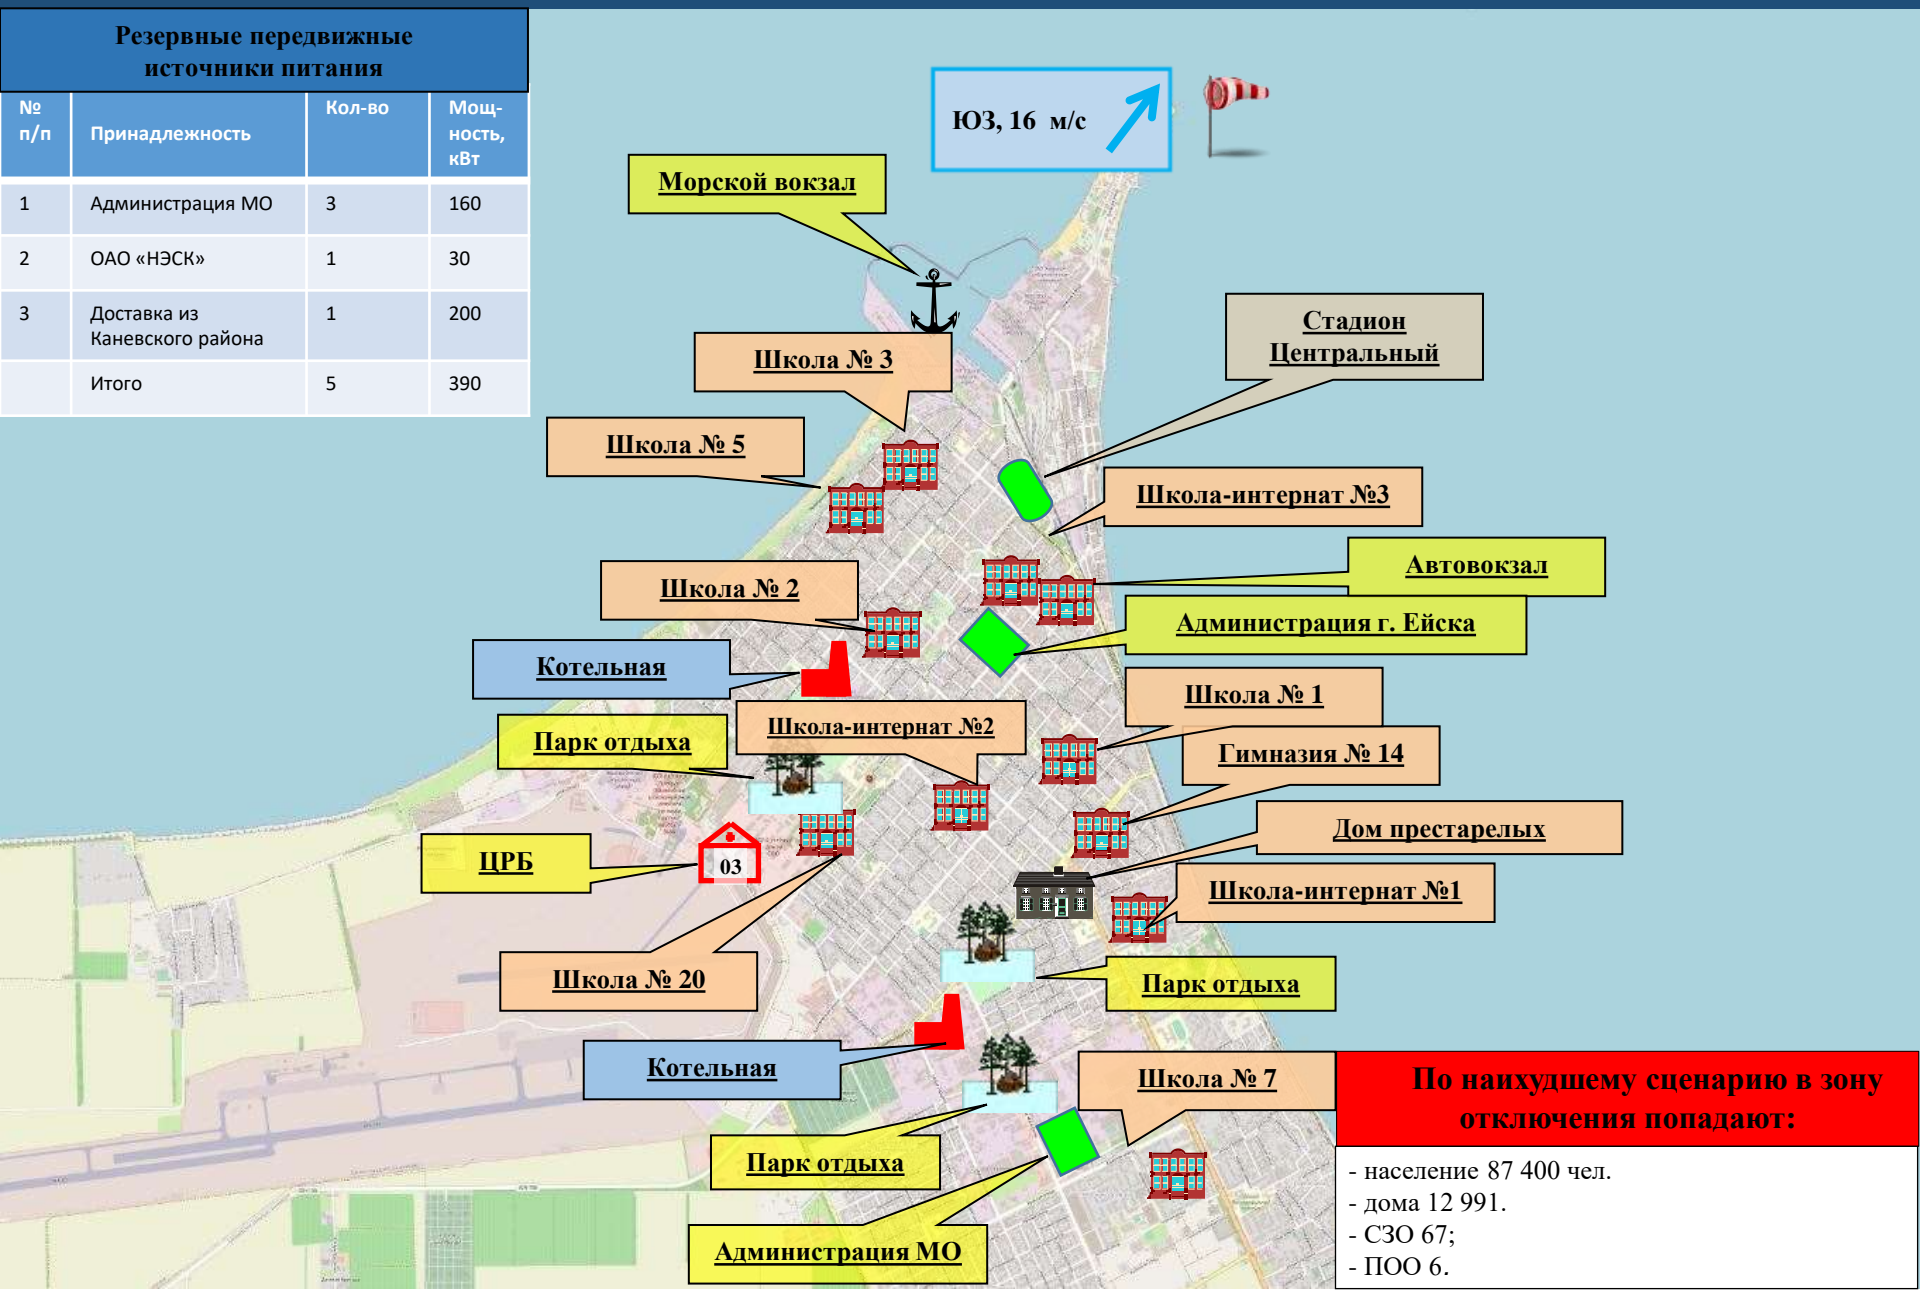 Резервные передвижные
источники питания
№
п/п
Принадлежность
Кол-во
Мощ-
ность,
кВт
1 Администрация МО 3 160
2 ОАО «НЭСК» 1 30
3 Доставка из
Каневского района 1 200
Итого 5 390
ЮЗ, 16 м/с
Морской вокзал
Стадион
Центральный
Школа № 3
Школа № 5
Школа-интернат №3
Автовокзал
Школа № 2
Администрация г. Ейска
Котельная
Школа № 1
Школа-интернат №2
Парк отдыха
Гимназия № 14
Дом престарелых
ЦРБ
03
Школа-интернат №1
Школа № 20
Парк отдыха
Котельная
Школа № 7
Парк отдыха
Администрация МО
По наихудшему сценарию в зону
отключения попадают:
- население 87 400 чел.
- дома 12 991.
- СЗО 67;
- ПОО 6.